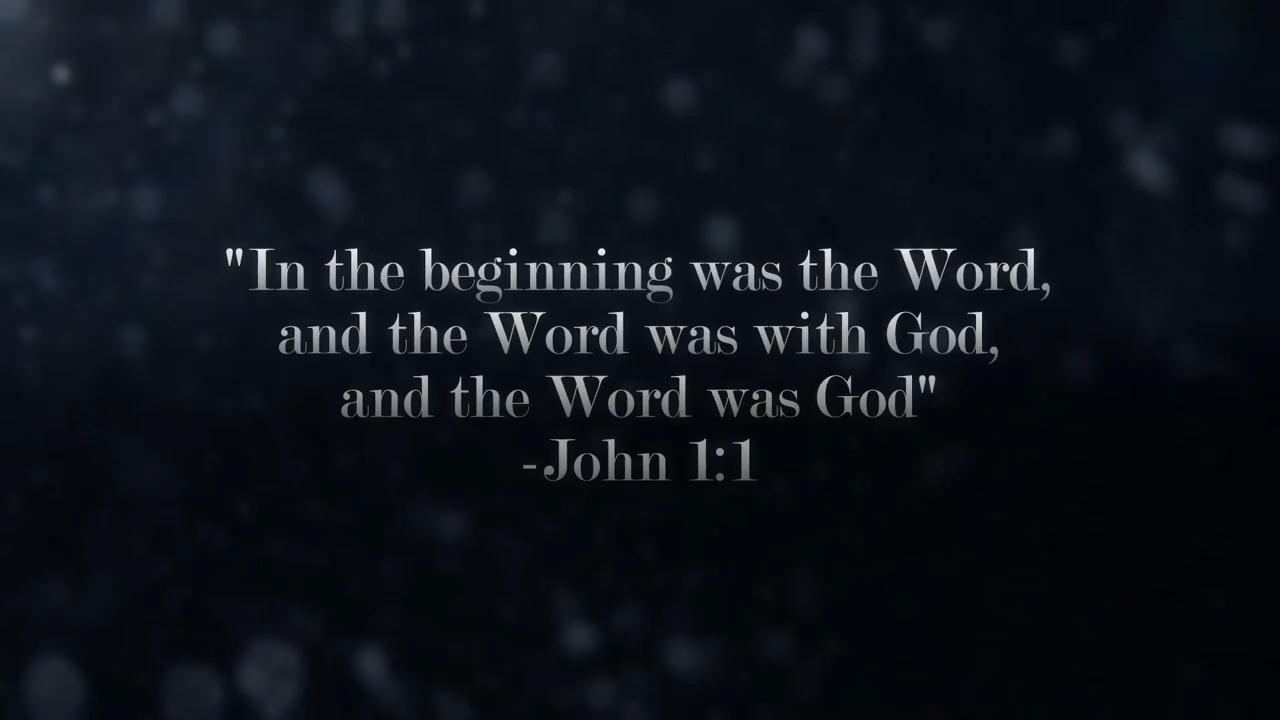 "In the beginning was the Word,
and the Word was with God,
and the Word was God"
-John 1:1